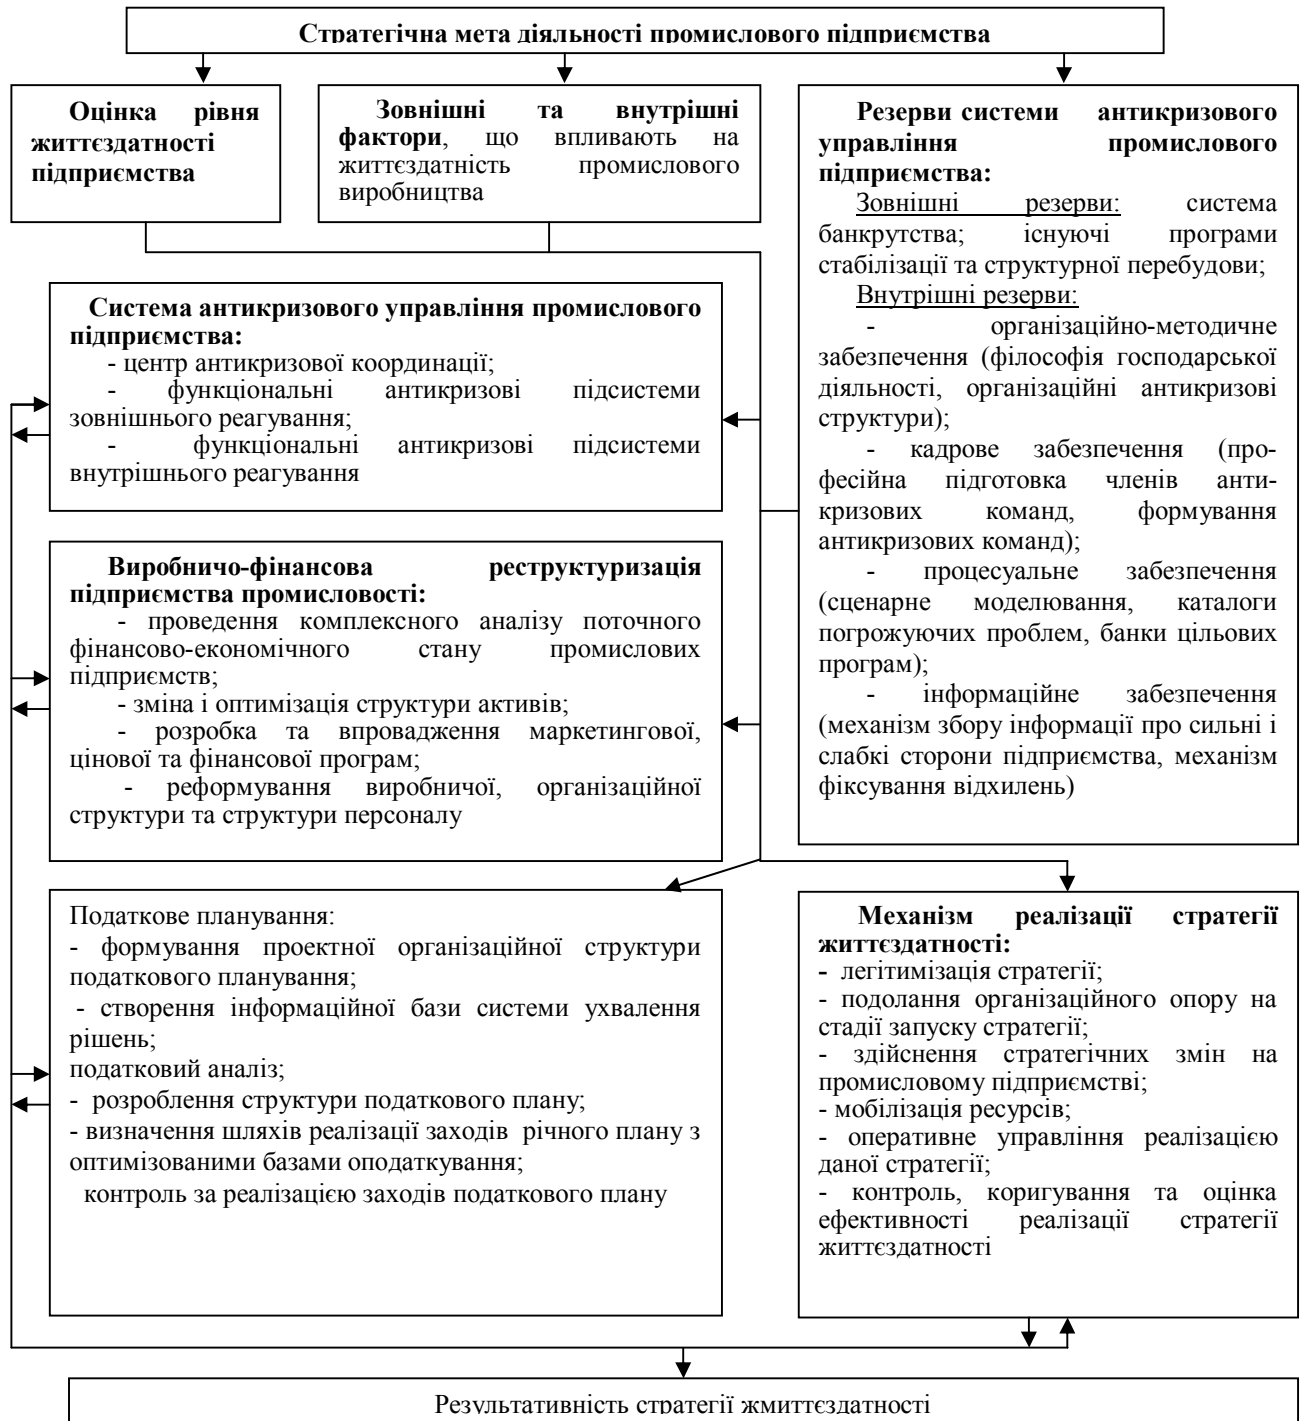 Стратегічна мета діяльності промислового підприємства
Оцінка рівня
життєздатності
підприємства
Зовнішні та внутрішні
фактори, що впливають на
життєздатність промислового
виробництва
Резерви системи антикризового
управління промислового
підприємства:
Зовнішні резерви: система
банкрутства; існуючі програми
стабілізації та структурної перебудови;
Внутрішні резерви:
- організаційно-методичне
забезпечення (філософія господарської
діяльності, організаційні антикризові
структури);
- кадрове забезпечення (про-
фесійна підготовка членів анти-
кризових команд, формування
антикризових команд);
- процесуальне забезпечення
(сценарне моделювання, каталоги
погрожуючих проблем, банки цільових
програм);
- інформаційне забезпечення
(механізм збору інформації про сильні і
слабкі сторони підприємства, механізм
фіксування відхилень)
Система антикризового управління промислового
підприємства:
- центр антикризової координації;
- функціональні антикризові підсистеми
зовнішнього реагування;
- функціональні антикризові підсистеми
внутрішнього реагування
Виробничо-фінансова реструктуризація
підприємства промисловості:
- проведення комплексного аналізу поточного
фінансово-економічного стану промислових
підприємств;
- зміна і оптимізація структури активів;
- розробка та впровадження маркетингової,
цінової та фінансової програм;
- реформування виробничої, організаційної
структури та структури персоналу
Податкове планування:
- формування проектної організаційної структури
податкового планування;
- створення інформаційної бази системи ухвалення
рішень;
податковий аналіз;
- розроблення структури податкового плану;
- визначення шляхів реалізації заходів річного плану з
оптимізованими базами оподаткування;
контроль за реалізацією заходів податкового плану
Механізм реалізації стратегії
життєздатності:
- легітимізація стратегії;
- подолання організаційного опору на
стадії запуску стратегії;
- здійснення стратегічних змін на
промисловому підприємстві;
- мобілізація ресурсів;
- оперативне управління реалізацією
даної стратегії;
- контроль, коригування та оцінка
ефективності реалізації стратегії
життєздатності
Результативність стратегії жмиттєздатності